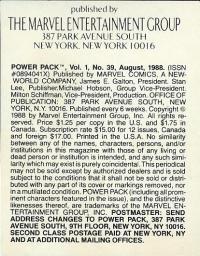 published by
THE MARVEL ENTERTAINMENT GROUP
387 PARK AVENUE SOUTH
NEW YORK, NEW YORK 10016
POWER PACK™, Vol. 1, No. 39, August, 1988. (ISSN
#0894041X) Published by MARVEL COMICS, A NEW-
WORLD COMPANY, James E. Galton, President. Stan
Lee, Publisher. Michael Hobson, Group Vice-President.
Milton Schiffman, Vice-President, Production. OFFICE OF
PUBLICATION: 387 PARK AVENUE SOUTH, NEW
YORK, N.Y. 10016. Published every 6 weeks. Copyright ©
1988 by Marvel Entertainment Group, Inc. All rights re-
served. Price $1.25 per copy in the U.S. and $1.75 in
Canada. Subscription rate $15.00 for 12 issues, Canada
and foreign $17.00. Printed in the U.S.A. No similarity
between any of the names, characters, persons, and/or
institutions in this magazine with those of any living or
dead person or institution is intended, and any such simi-
larity which may exist is purely coincidental. This periodical
may not be sold except by authorized dealers and is sold
subject to the conditions that it shall not be sold or distri-
buted with any part of its cover or markings removed, nor
in a mutilated condition. POWER PACK (including all prom-
inent characters featured in the issue), and the distinctive
likenesses thereof, are trademarks of the MARVEL EN-
TERTAINMENT GROUP, INC. POSTMASTER: SEND
ADDRESS CHANGES TO POWER PACK, 387 PARK
AVENUE SOUTH, 9TH FLOOR, NEW YORK, NY 10016.
SECOND CLASS POSTAGE PAID AT NEW YORK, NY
AND AT ADDITIONAL MAILING OFFICES.